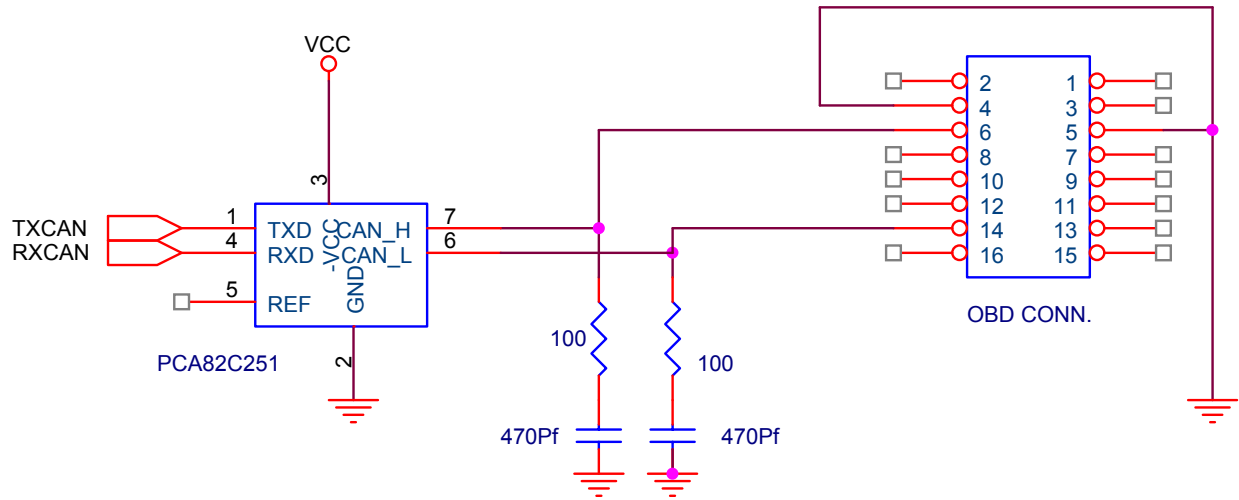 VCC
3
TXCAN
RXCAN
1
4
5
TXD
RXD
REF
-VCC
GND
CAN_H
CAN_L
7
6
2
PCA82C251
100
100
470Pf
470Pf
2 1
4 3
6 5
8 7
10 9
12 11
14 13
16 15
OBD CONN.